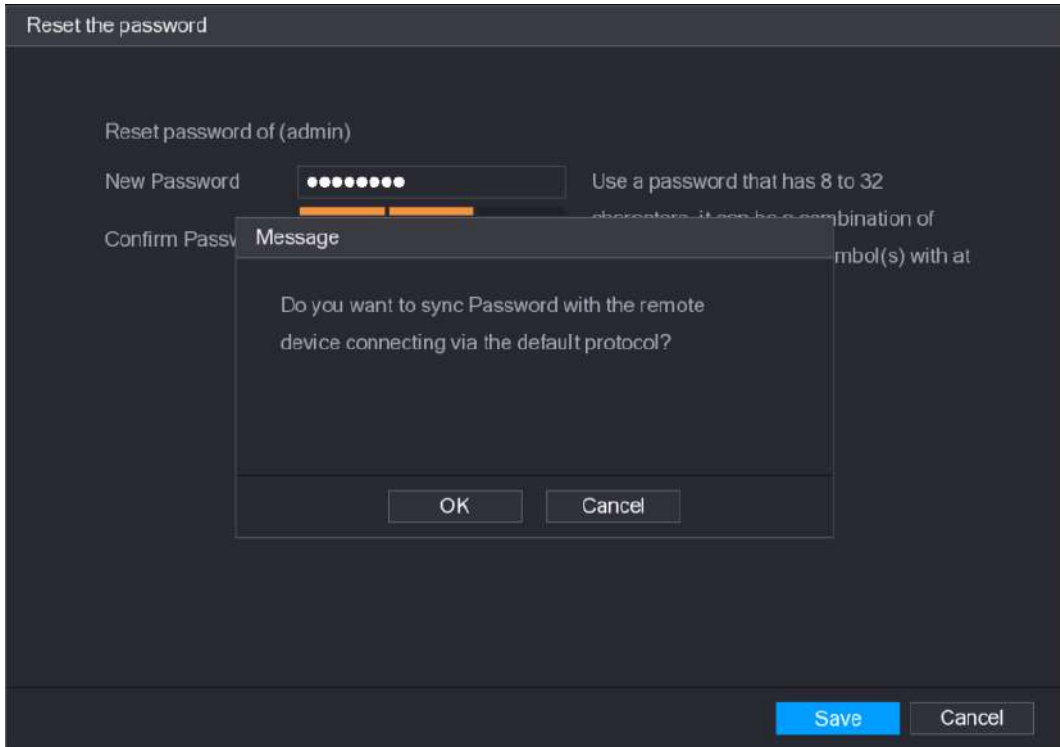 Reset the password
Reset password of (admin)
New Password ●●●●●●●● Use a password that has 8 to 32
combination of
Confirm Passw
mbol(s) with at
Message
Do you want to sync Password with the remote
device connecting via the default protocol?
OK Cancel
Save Cancel